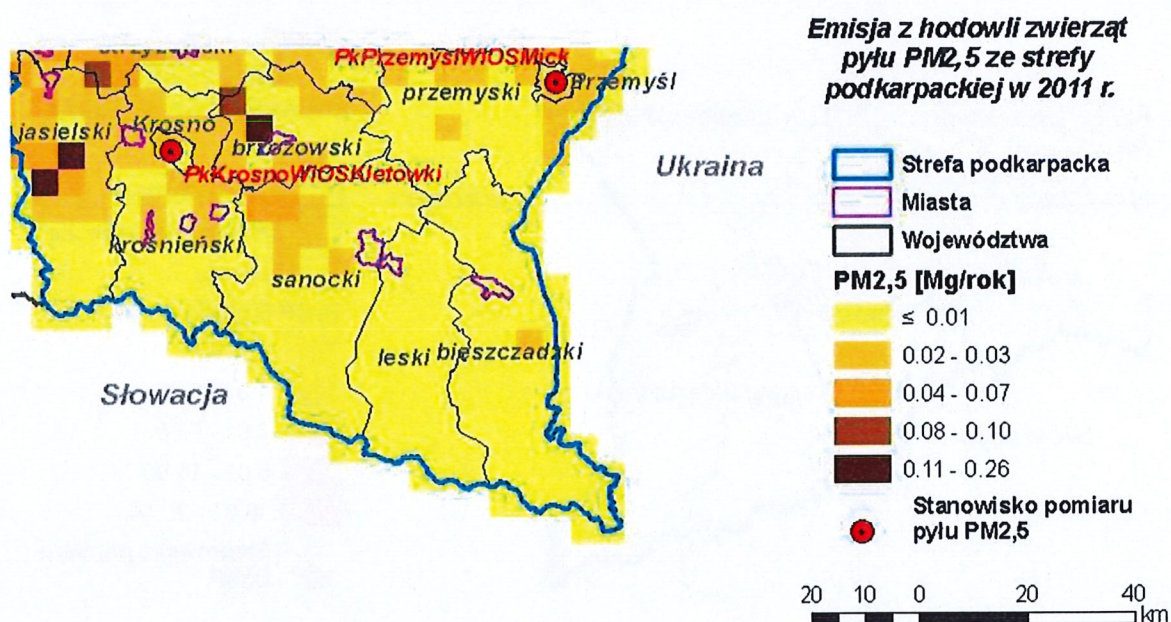 Emisja z hodowli zwierząt
pyłu PM2,5 ze strefy
podkarpackiej w 2011 r.
PkPrzemyslWIOSMick
Przemyśl
przemyski
jasielski
Krosno
brzozowski
PkKrosnoWIOSKletowki
krośnieński
sanocki
leski
bieszczadzki
Ukraina
Słowacja
Strefa podkarpacka
Miasta
Województwa
PM2,5 [Mg/rok]
≤ 0.01
0.02 - 0.03
0.04 - 0.07
0.08 - 0.10
0.11 - 0.26
Stanowisko pomiaru
pyłu PM2,5
20 10 0 20 40
km